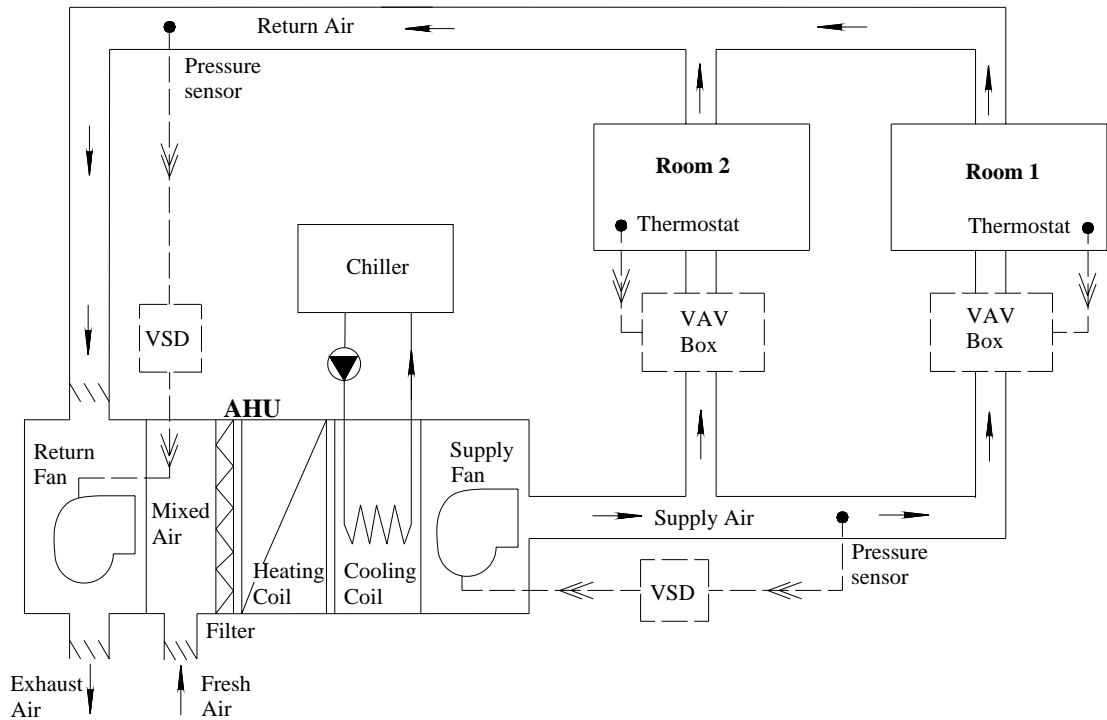 Return Air
Pressure
sensor
Room 2
Room 1
Thermostat
Thermostat
Chiller
VSD
VAV
Box
VAV
Box
AHU
Return
Fan
Mixed
Air
Supply
Fan
Heating
Coil
Cooling
Coil
Supply Air
Pressure
sensor
VSD
Filter
Exhaust
Air
Fresh
Air